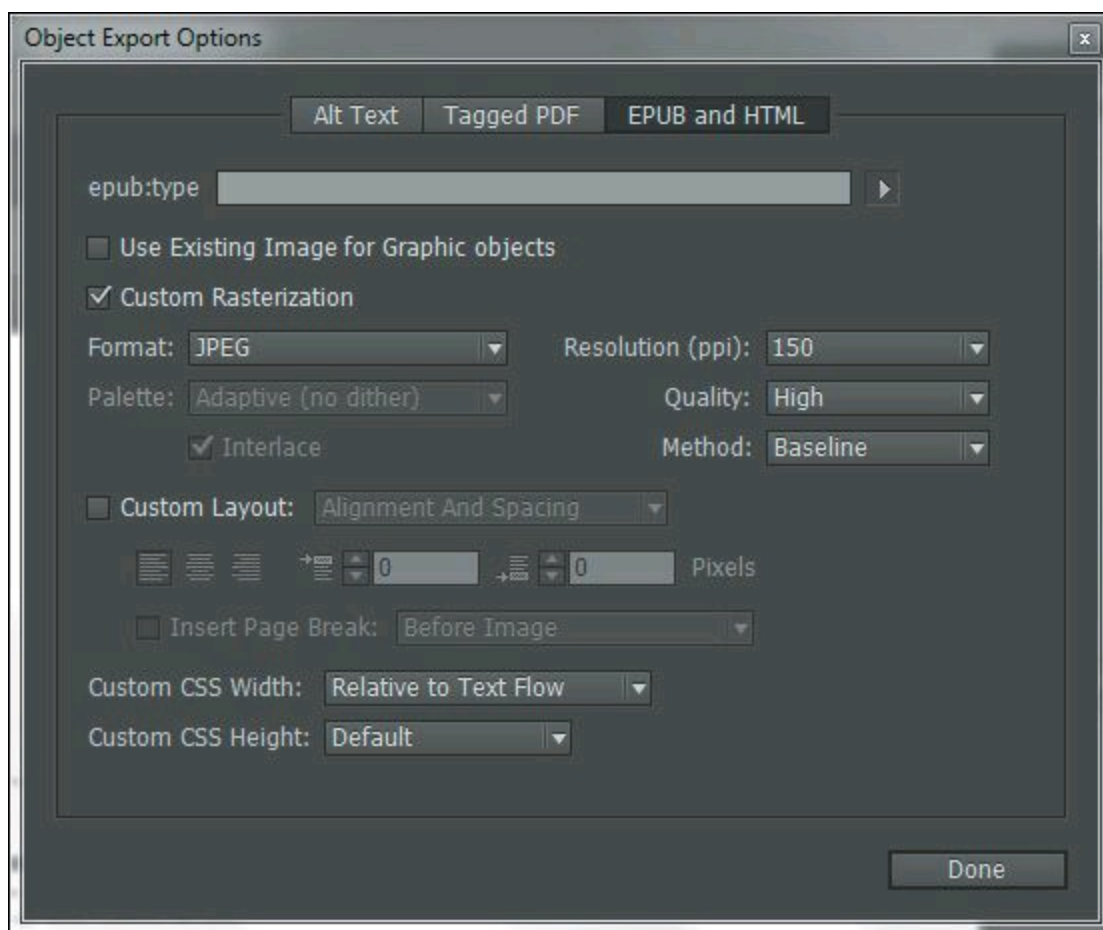 Object Export Options x
Alt Text Tagged PDF EPUB and HTML
epub:type
Use Existing Image for Graphic objects
Custom Rasterization
Format: JPEG Resolution (ppi): 150
Palette: Adaptive (no dither) Quality: High
Interlace Method: Baseline
Custom Layout: Alignment And Spacing
0 0 Pixels
Insert Page Break: Before Image
Custom CSS Width: Relative to Text Flow
Custom CSS Height: Default
Done